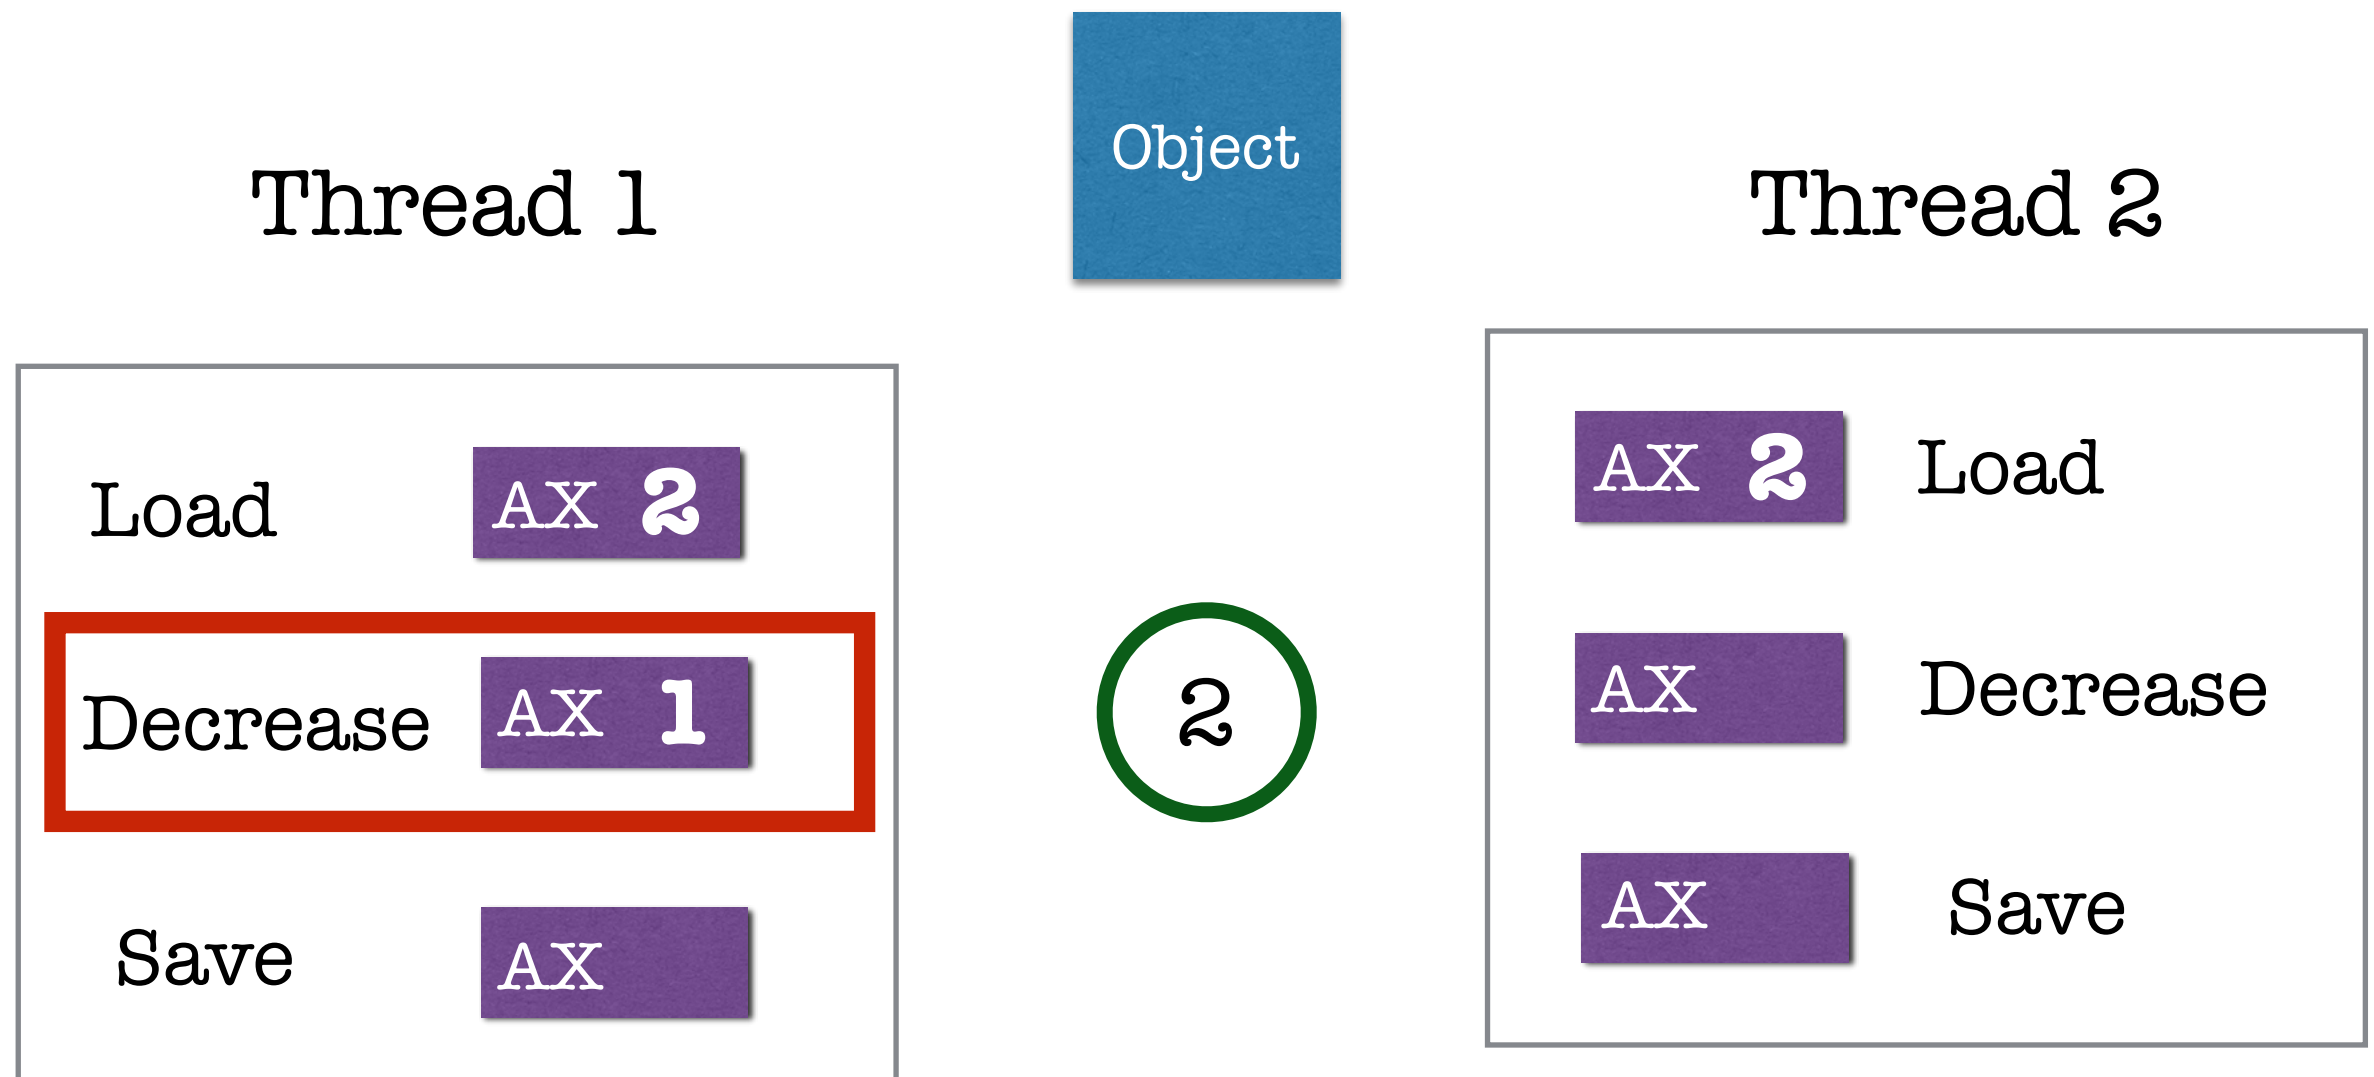 Object
Thread 1
Load AX 2
Decrease AX 1
Save AX
2
Thread 2
AX 2 Load
AX Decrease
AX Save